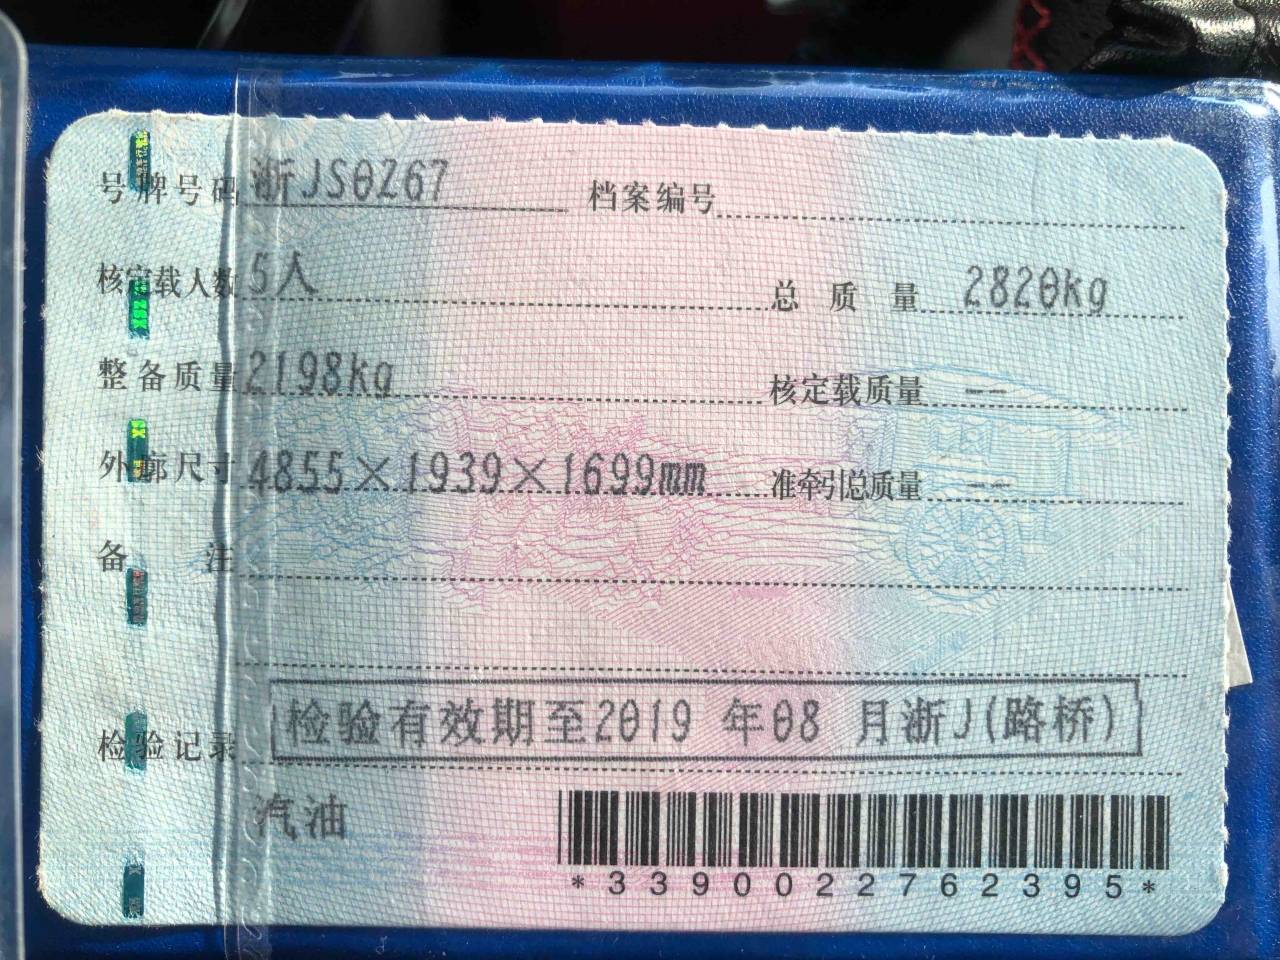 号牌号码 浙JS0Z67 档案编号
核定载人数 5人 总质量 2820kg
整备质量 2198kg 核定载质量 --
外廓尺寸 4855×1939×1699mm 准牵引总质量 --
备注
检验记录 检验有效期至2019 年08 月浙J(路桥)
汽油
*3390022762395*